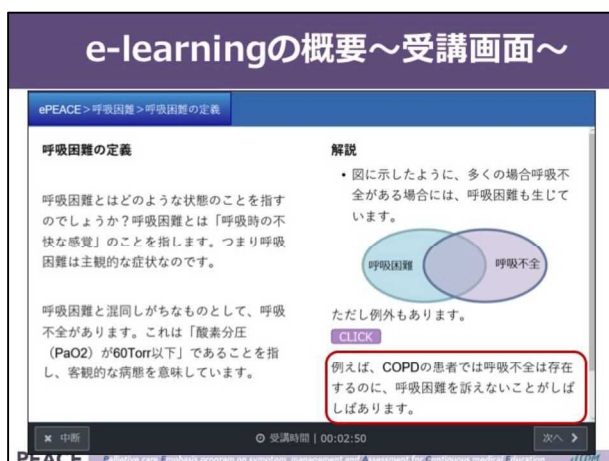 e-learningの概要～受講画面～
ePEACE>呼吸困難>呼吸困難の定義
呼吸困難の定義
呼吸困難とはどのような状態のことを指す
のでしょうか？呼吸困難とは「呼吸時の不
快な感覚」のことを指します。つまり呼吸
困難は主観的な症状なのです。
呼吸困難と混同しがちなものとして、呼吸
不全があります。これは「酸素分圧
（PaO2）が60Torr以下」であることを指
し、客観的な病態を意味しています。
解説
・図に示したように、多くの場合呼吸不
全がある場合には、呼吸困難も生じて
います。
呼吸困難 呼吸不全
ただし例外もあります。
CLICK
例えば、COPDの患者では呼吸不全は存在
するのに、呼吸困難を訴えないことがしば
しばあります。
× 中断 受講時間 | 00:02:50 次へ >
PEACE